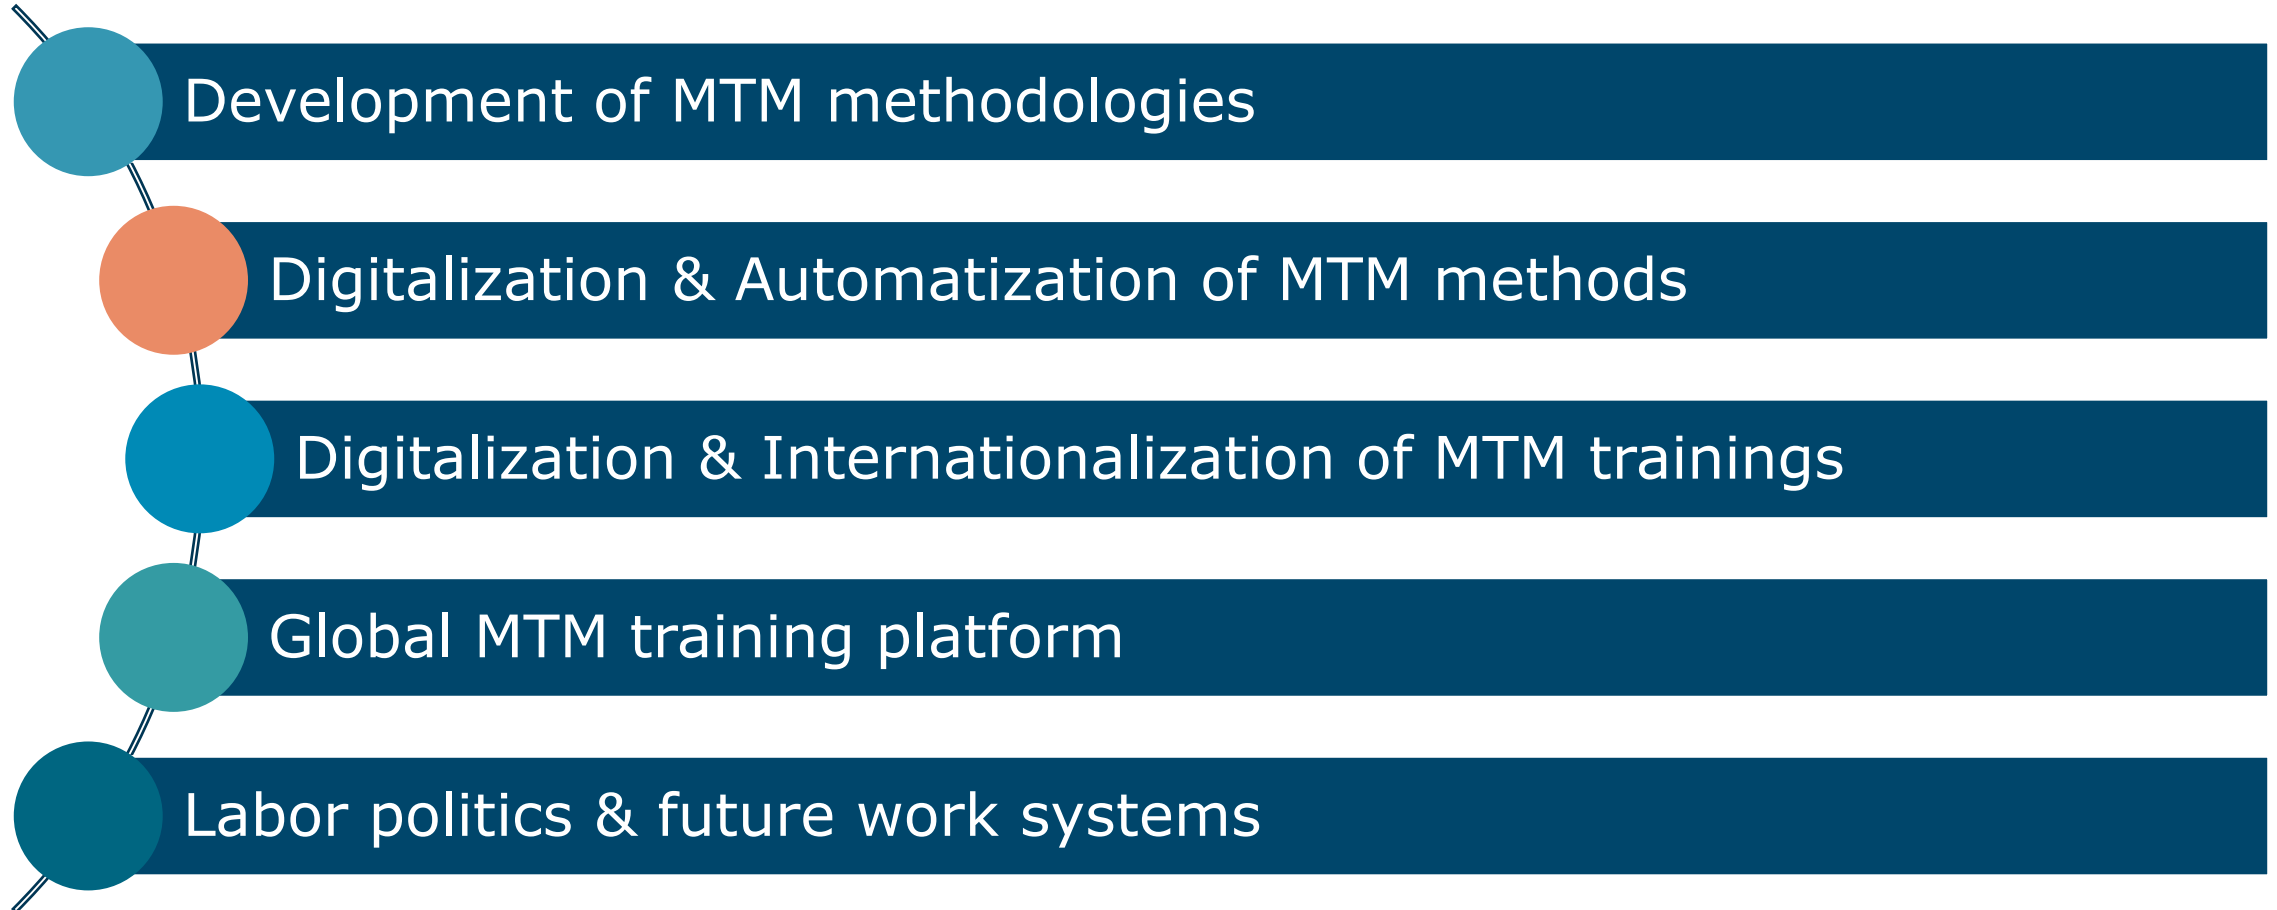 Development of MTM methodologies
Digitalization & Automatization of MTM methods
Digitalization & Internationalization of MTM trainings
Global MTM training platform
Labor politics & future work systems